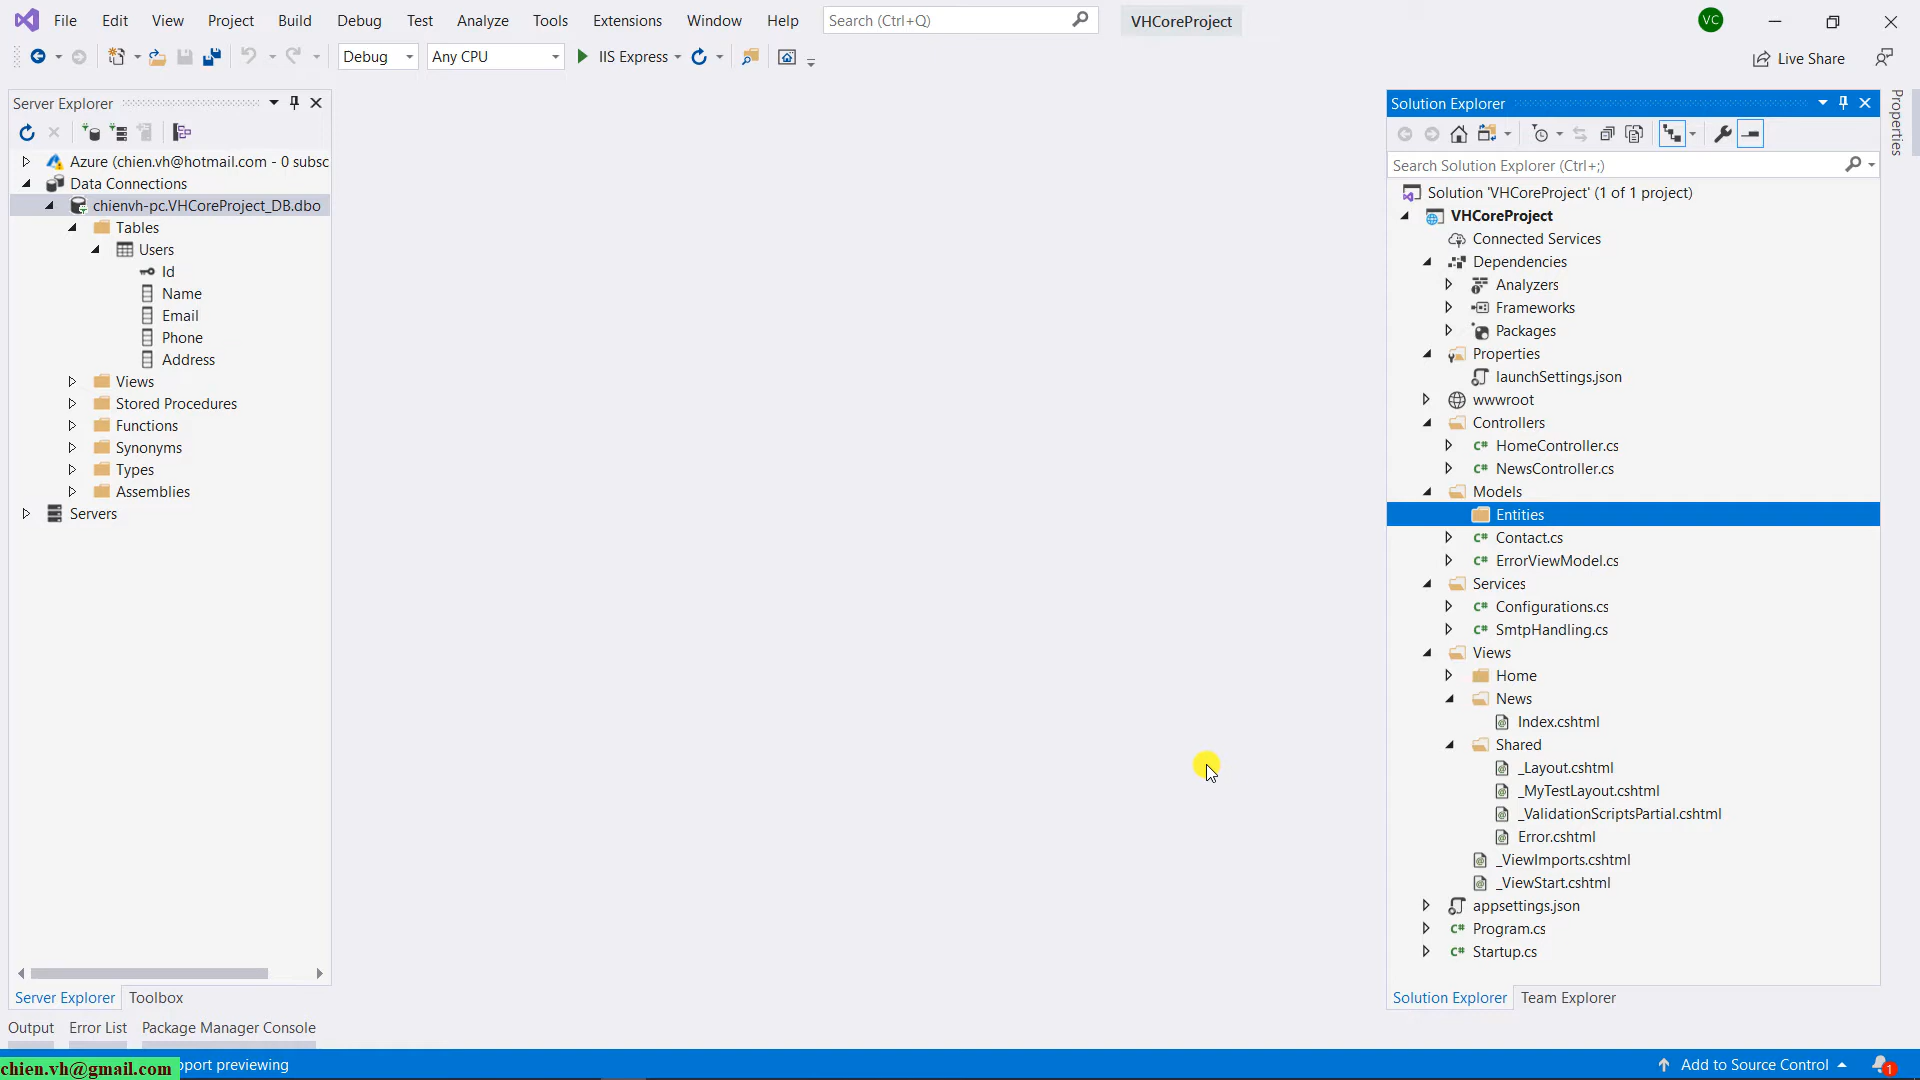 File Edit View Project Build Debug Test Analyze Tools Extensions Window Help Search (Ctrl+Q) VHCoreProject VC
Debug Any CPU IIS Express Live Share
Server Explorer
Azure (chien.vh@hotmail.com - 0 subsc
Data Connections
chienvh-pc.VHCoreProject_DB.dbo
Tables
Users
Id
Name
Email
Phone
Address
Views
Stored Procedures
Functions
Synonyms
Types
Assemblies
Servers
Server Explorer Toolbox
Solution Explorer
Search Solution Explorer (Ctrl+;)
Solution 'VHCoreProject' (1 of 1 project)
VHCoreProject
Connected Services
Dependencies
Analyzers
Frameworks
Packages
Properties
launchSettings.json
wwwroot
Controllers
C# HomeController.cs
C# NewsController.cs
Models
Entities
C# Contact.cs
C# ErrorViewModel.cs
Services
C# Configurations.cs
C# SmtpHandling.cs
Views
Home
News
Index.cshtml
Shared
_Layout.cshtml
_MyTestLayout.cshtml
_ValidationScriptsPartial.cshtml
Error.cshtml
_ViewImports.cshtml
_ViewStart.cshtml
appsettings.json
C# Program.cs
C# Startup.cs
Solution Explorer Team Explorer
Properties
Output Error List Package Manager Console
chien.vh@gmail.com pport previewing Add to Source Control 1